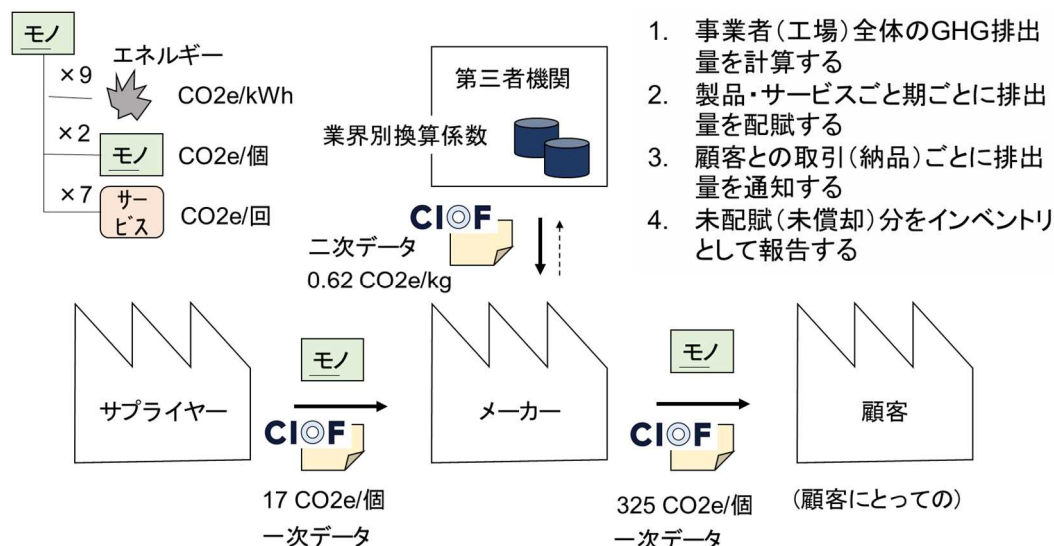 モノ
×9
エネルギー
CO2e/kWh
×2
モノ
CO2e/個
×7
サー
ビス
CO2e/回
第三者機関
業界別換算係数
CIOF
二次データ
0.62 CO2e/kg
1. 事業者(工場)全体のGHG排出
量を計算する
2. 製品・サービスごと期ごとに排出
量を配賦する
3. 顧客との取引(納品)ごとに排出
量を通知する
4. 未配賦(未償却)分をインベントリ
として報告する
サプライヤー
モノ
CIOF
17 CO2e/個
一次データ
メーカー
モノ
CIOF
325 CO2e/個
一次データ
顧客
(顧客にとっての)